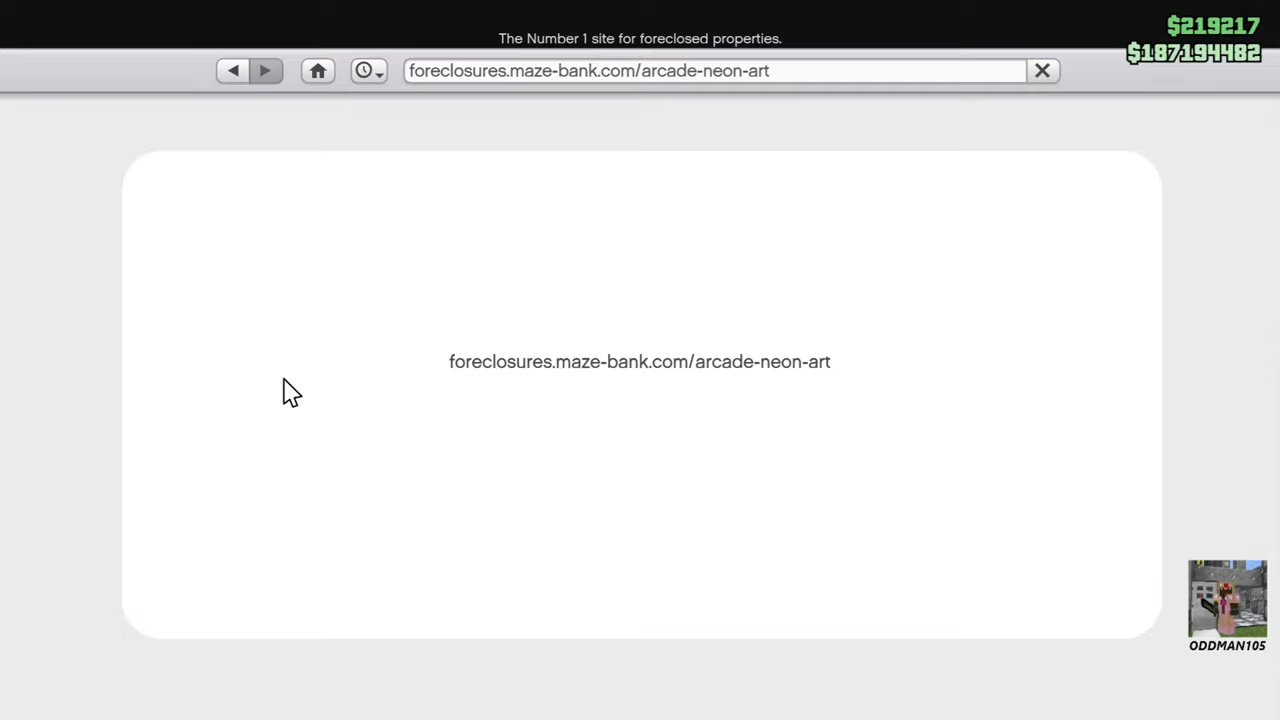 $219217
The Number 1 site for foreclosed properties.
$187194482
foreclosures.maze-bank.com/arcade-neon-art
foreclosures.maze-bank.com/arcade-neon-art
ODDMAN105